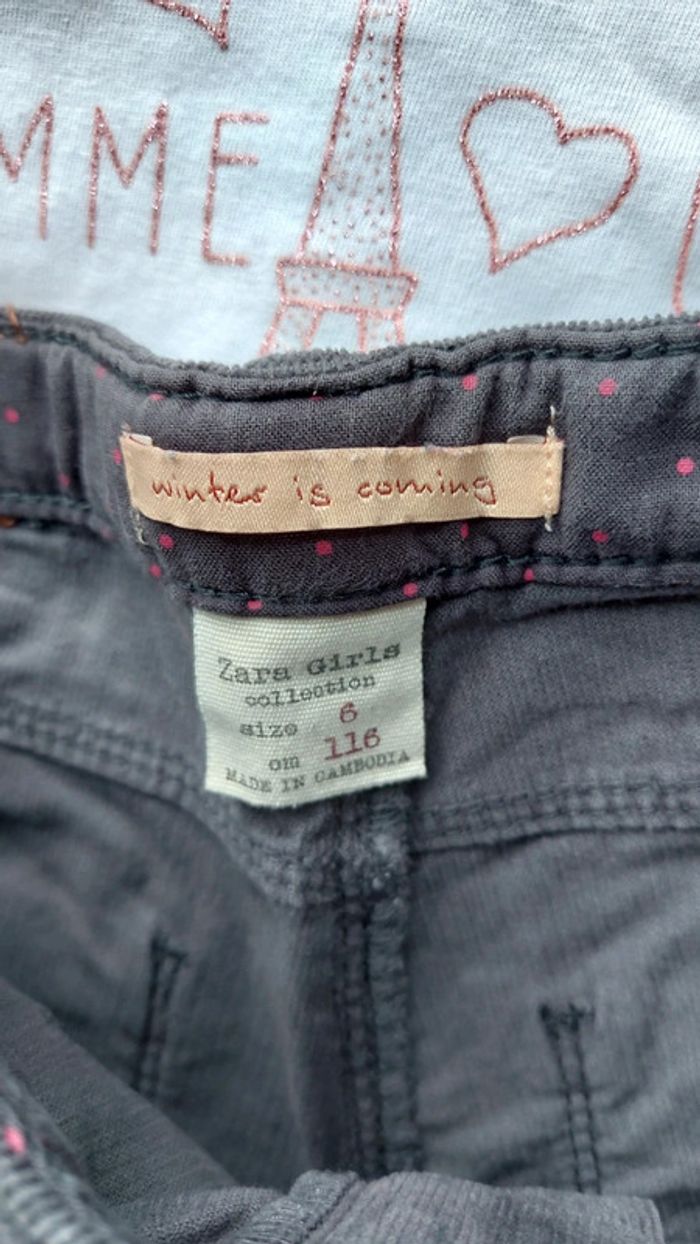 MME
winter is coming
Zara Girls
collection
size 6
cm 116
MADE IN CAMBODIA